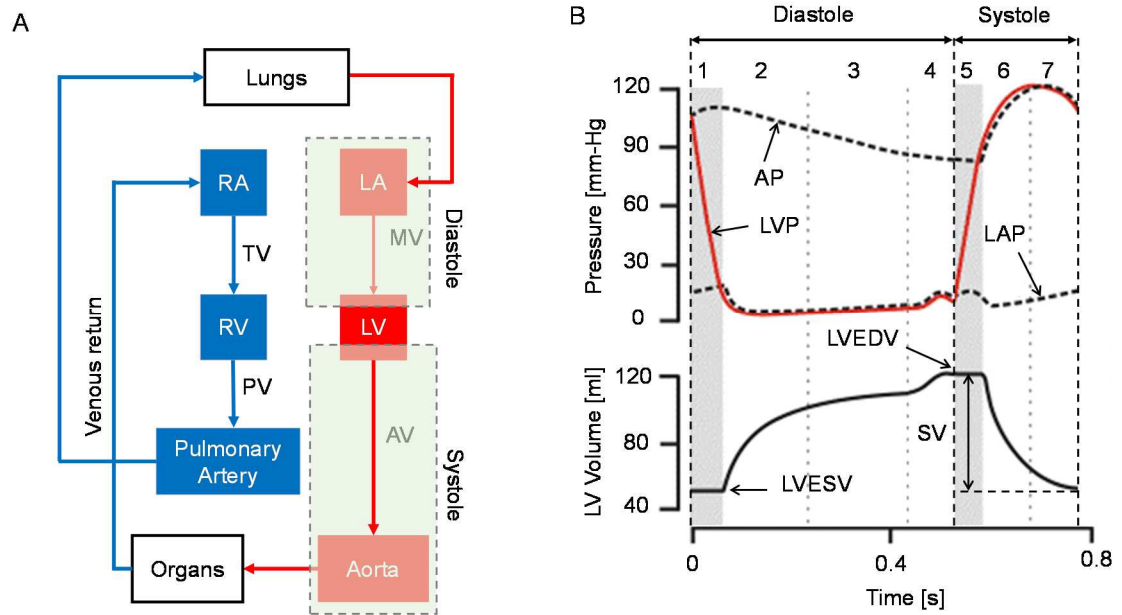 A
Lungs
RA
LA
TV
MV
Diastole
RV
LV
Venous return
PV
AV
Pulmonary
Artery
Systole
Organs
Aorta
B
Diastole
Systole
1 2 3 4 5 6 7
Pressure [mm-Hg]
120
90
60
30
0
AP
LVP
LAP
LV Volume [ml]
120
80
40
LVEDV
SV
LVESV
0 0.4 0.8
Time [s]